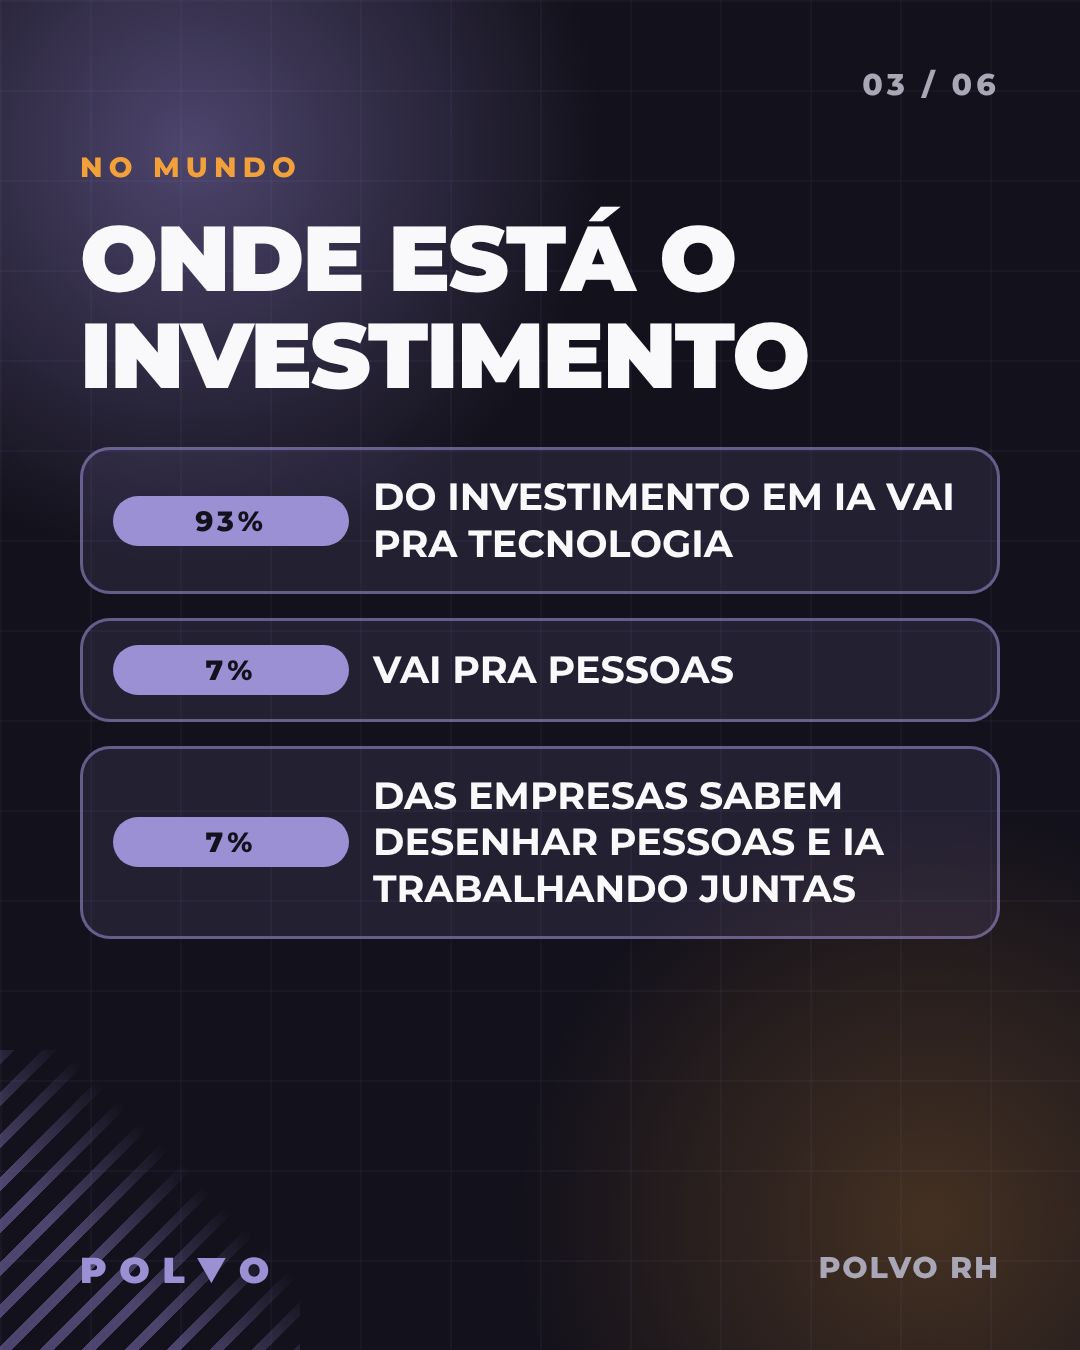 03 / 06
NO MUNDO
ONDE ESTÁ O
INVESTIMENTO
93%
DO INVESTIMENTO EM IA VAI
PRA TECNOLOGIA
7%
VAI PRA PESSOAS
7%
DAS EMPRESAS SABEM
DESENHAR PESSOAS E IA
TRABALHANDO JUNTAS
POLVO
POLVO RH